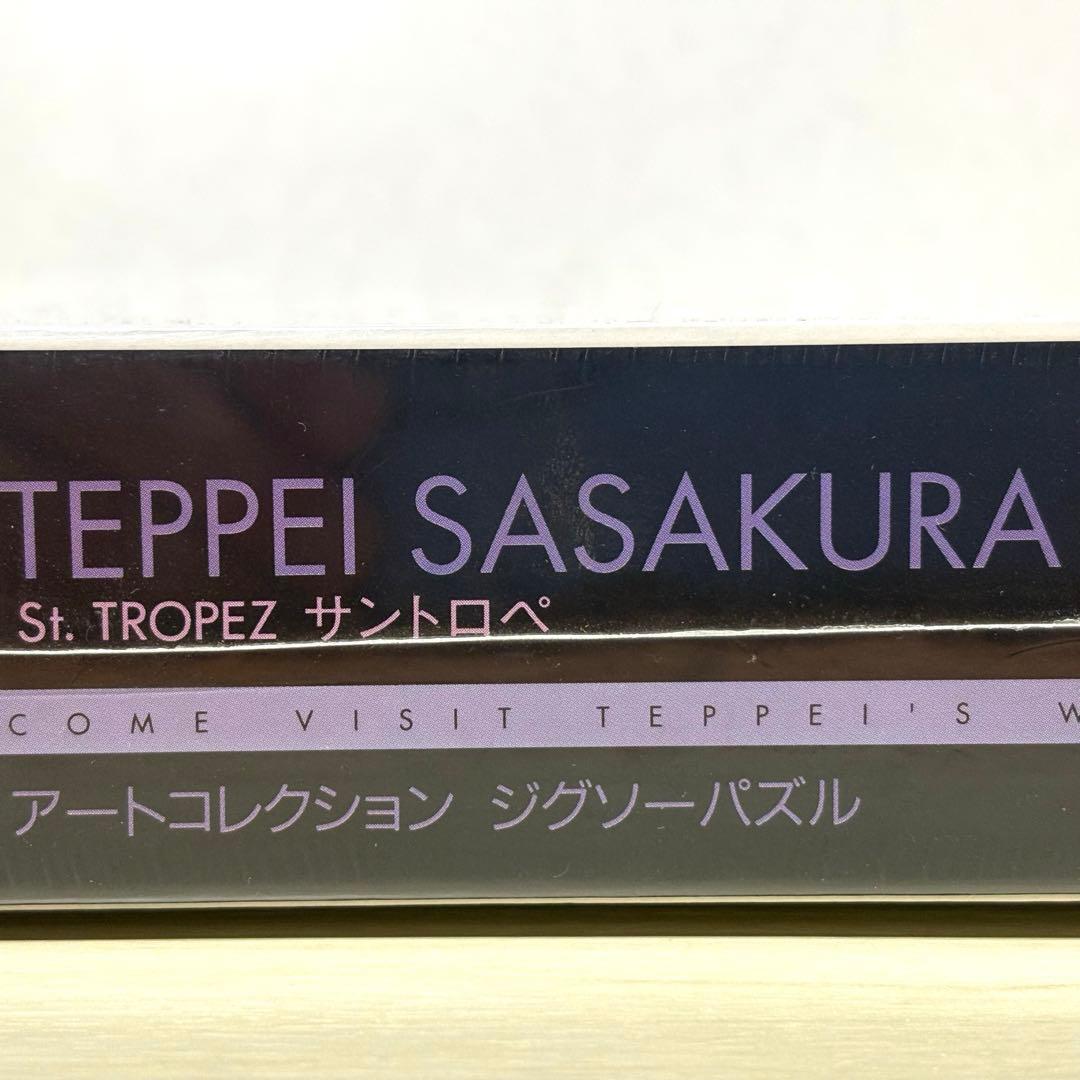 TEPPEI SASAKURA
St. TROPEZ サントロペ
COME VISIT TEPPEI'S
アートコレクション ジグソーパズル